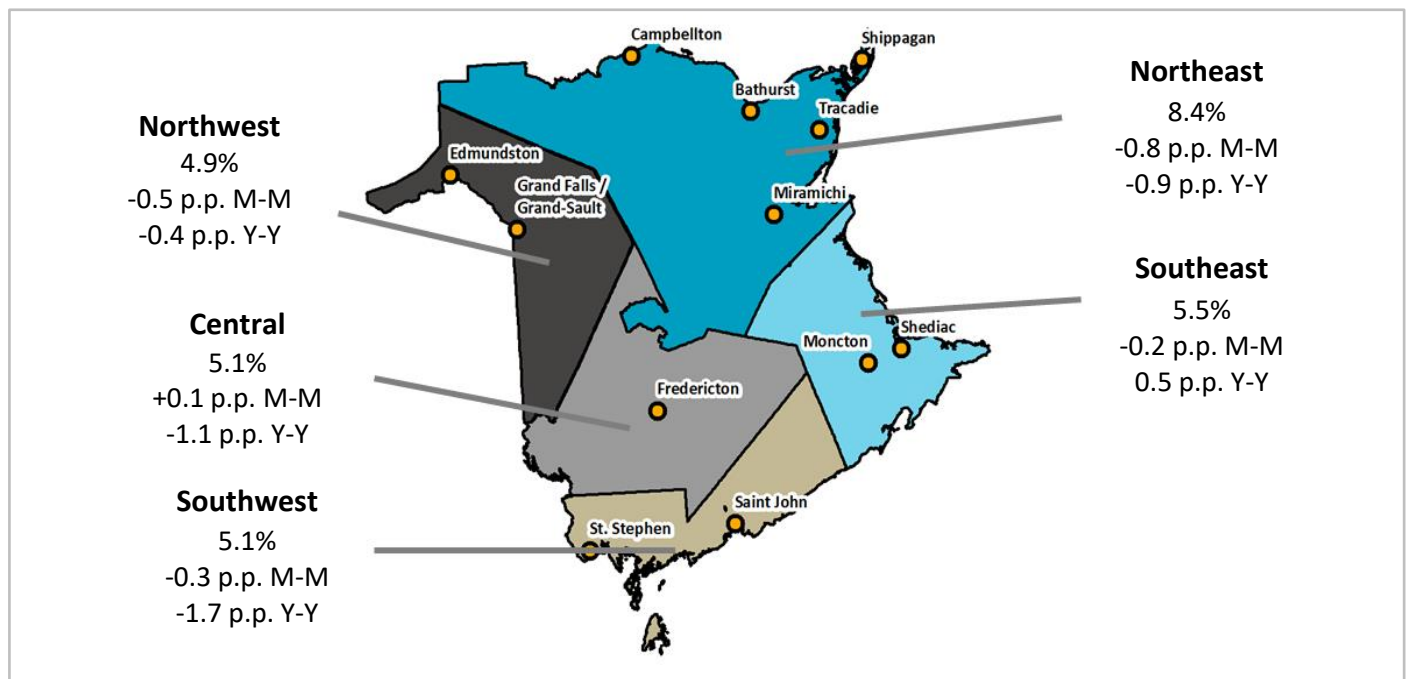 Northwest
4.9%
-0.5 p.p. M-M
-0.4 p.p. Y-Y
Central
5.1%
+0.1 p.p. M-M
-1.1 p.p. Y-Y
Southwest
5.1%
-0.3 p.p. M-M
-1.7 p.p. Y-Y
Campbellton
Shippagan
Bathurst
Tracadie
Edmundston
Grand Falls /
Grand-Sault
Miramichi
Moncton
Shediac
Fredericton
Saint John
St. Stephen
Northeast
8.4%
-0.8 p.p. M-M
-0.9 p.p. Y-Y
Southeast
5.5%
-0.2 p.p. M-M
0.5 p.p. Y-Y